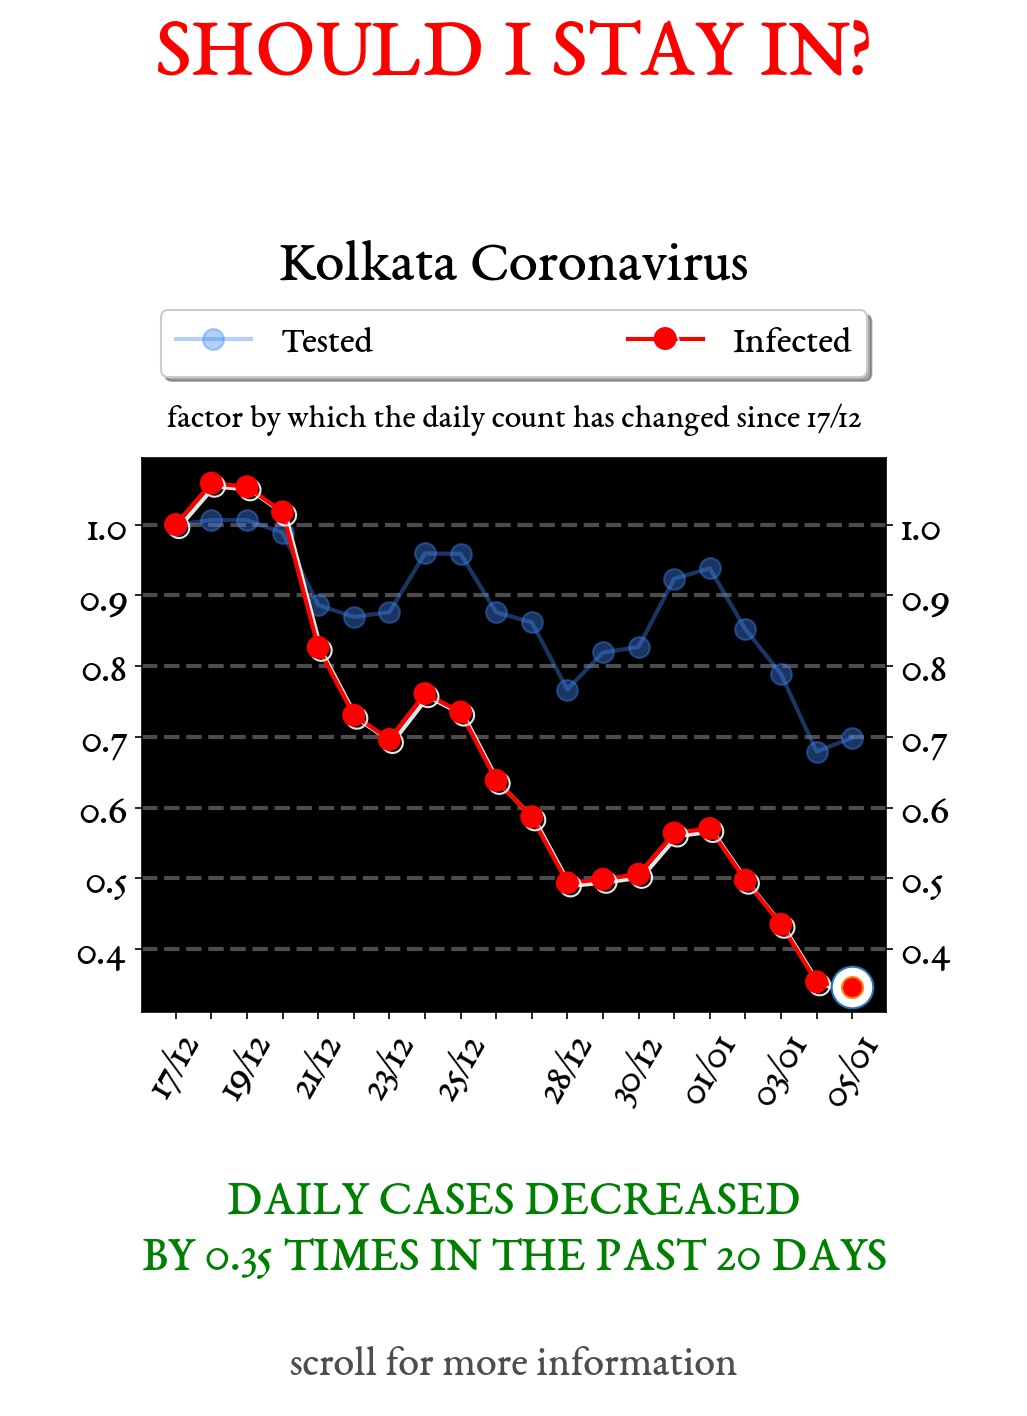 SHOULD I STAY IN?
Kolkata Coronavirus
Tested Infected
factor by which the daily count has changed since 17/12
1.0 1.0
0.9 0.9
0.8 0.8
0.7 0.7
0.6 0.6
0.5 0.5
0.4 0.4
17/12 19/12 21/12 23/12 25/12 28/12 30/12 01/01 03/01 05/01
DAILY CASES DECREASED
BY 0.35 TIMES IN THE PAST 20 DAYS
scroll for more information